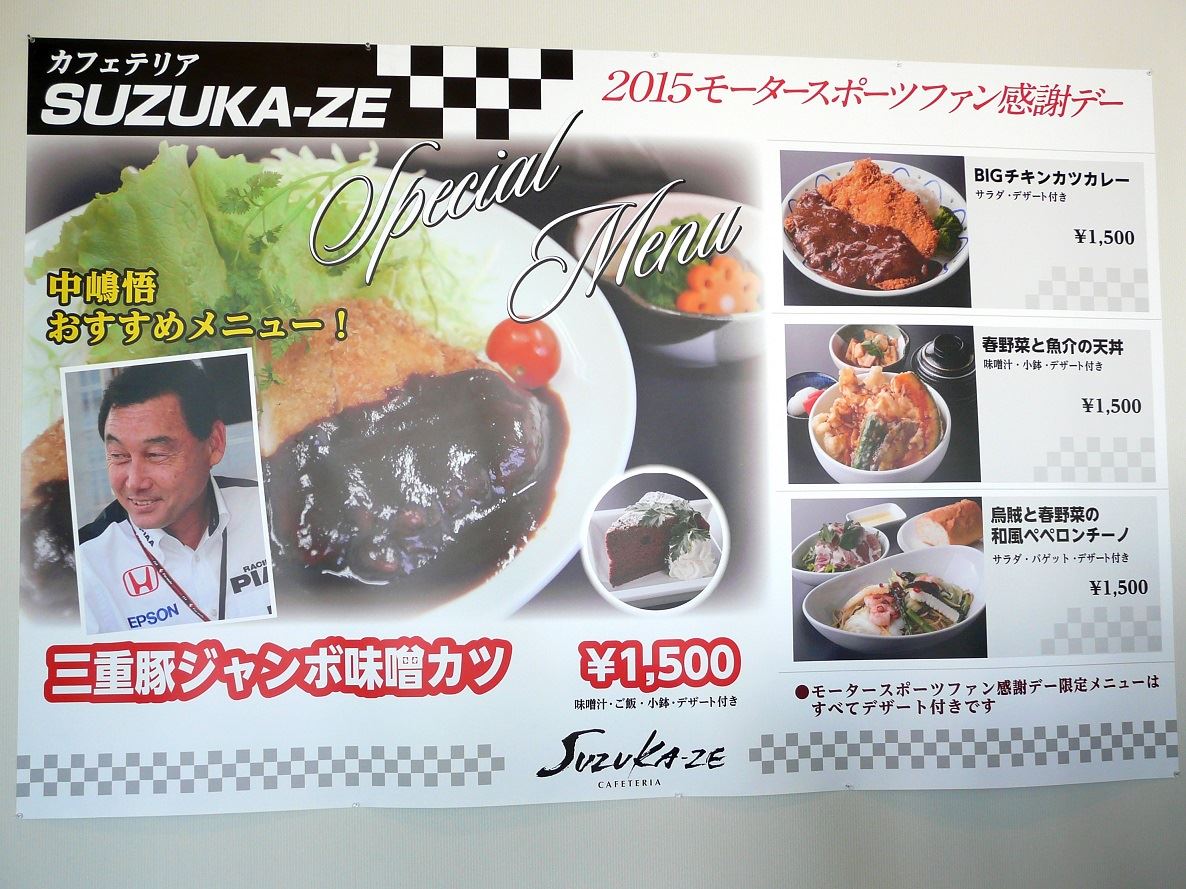 カフェテリア
SUZUKA-ZE
2015モータースポーツファン感謝デー
Special
Menu
中嶋悟
おすすめメニュー！
EPSON
RACING
三重豚ジャンボ味噌カツ
¥1,500
味噌汁・ご飯・小鉢・デザート付き
BIGチキンカツカレー
サラダ・デザート付き
¥1,500
春野菜と魚介の天丼
味噌汁・小鉢・デザート付き
¥1,500
烏賊と春野菜の
和風ペペロンチーノ
サラダ・バゲット・デザート付き
¥1,500
●モータースポーツファン感謝デー限定メニューは
すべてデザート付きです
SUZUKA-ZE
CAFETERIA